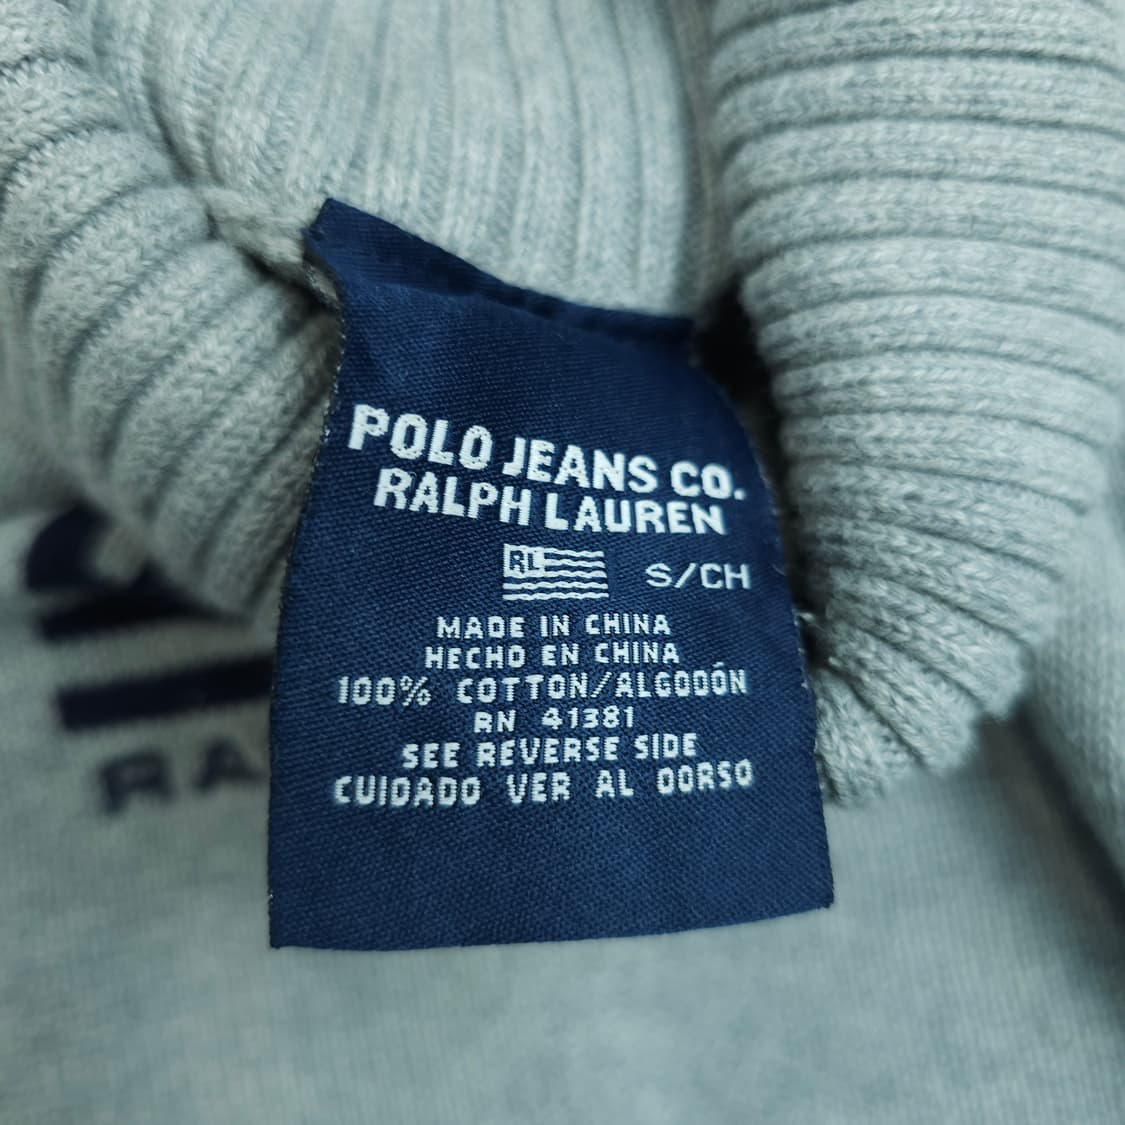 POLO JEANS CO.
RALPH LAUREN
RL
S/CH
MADE IN CHINA
HECHO EN CHINA
100% COTTON/ALGODÓN
RN 41381
SEE REVERSE SIDE
CUIDADO VER AL DORSO
RA